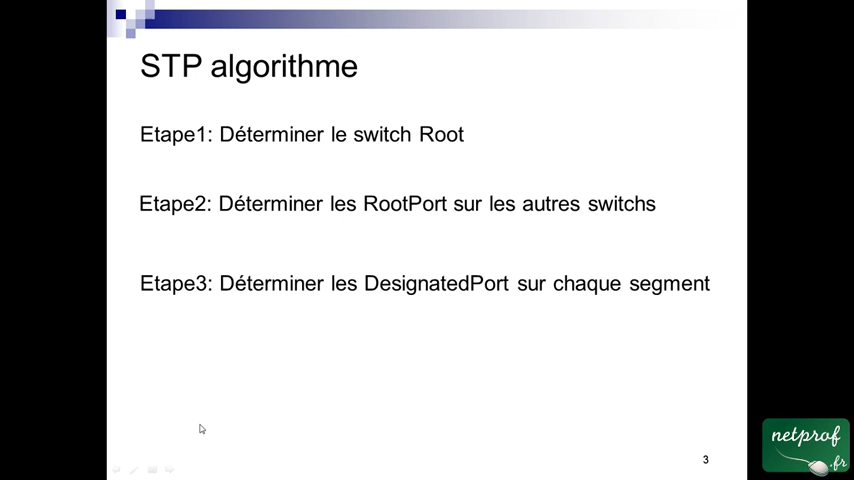 STP algorithme
Etape1: Déterminer le switch Root
Etape2: Déterminer les RootPort sur les autres switchs
Etape3: Déterminer les DesignatedPort sur chaque segment
3
netprof
.fr